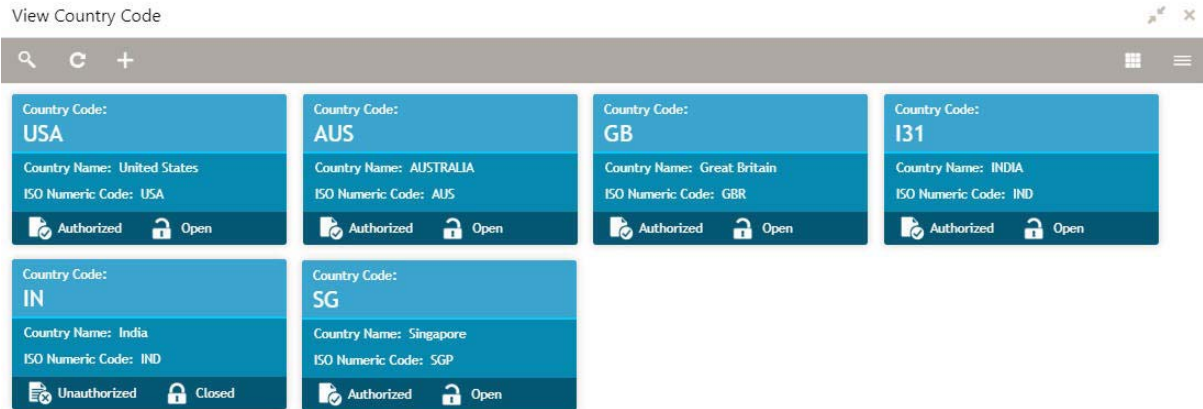 View Country Code
Country Code:
USA
Country Name: United States
ISO Numeric Code: USA
Authorized Open
Country Code:
AUS
Country Name: AUSTRALIA
ISO Numeric Code: AUS
Authorized Open
Country Code:
GB
Country Name: Great Britain
ISO Numeric Code: GBR
Authorized Open
Country Code:
I31
Country Name: INDIA
ISO Numeric Code: IND
Authorized Open
Country Code:
IN
Country Name: India
ISO Numeric Code: IND
Unauthorized Closed
Country Code:
SG
Country Name: Singapore
ISO Numeric Code: SGP
Authorized Open